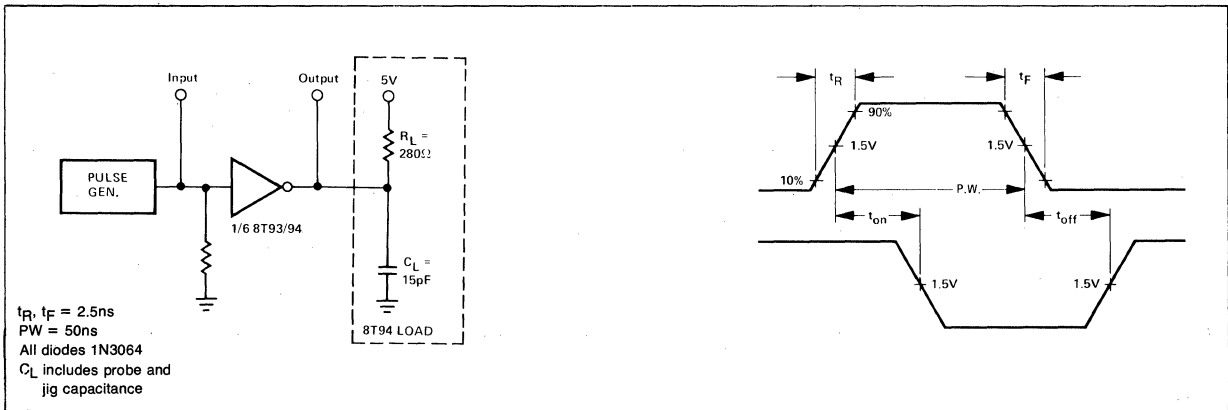 Input
Output
5V
R_L =
280Ω
PULSE
GEN.
1/6 8T93/94
C_L =
15pF
8T94 LOAD
t_R, t_F = 2.5ns
PW = 50ns
All diodes 1N3064
C_L includes probe and
jig capacitance
t_R
t_F
90%
1.5V
1.5V
10%
P.W.
t_on
t_off
1.5V
1.5V